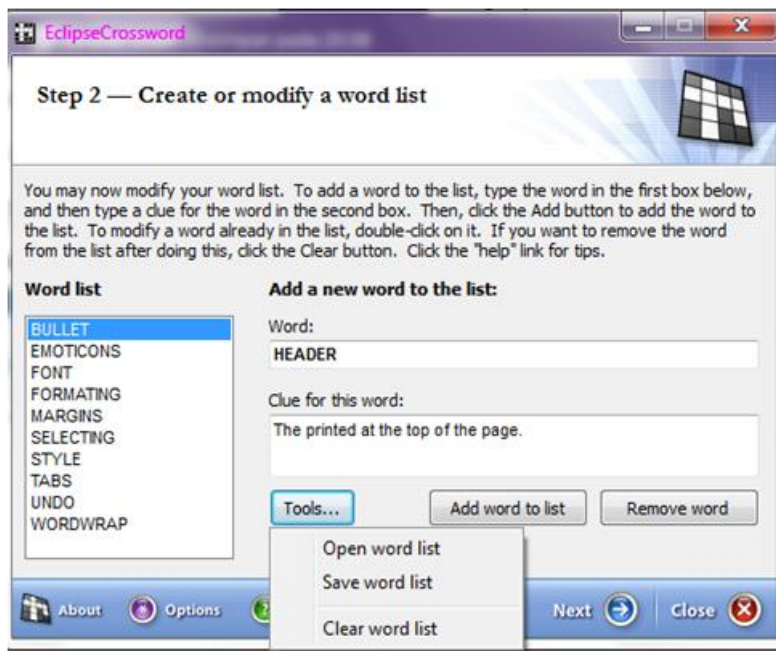 EclipseCrossword
Step 2 — Create or modify a word list
You may now modify your word list. To add a word to the list, type the word in the first box below,
and then type a clue for the word in the second box. Then, click the Add button to add the word to
the list. To modify a word already in the list, double-click on it. If you want to remove the word
from the list after doing this, click the Clear button. Click the "help" link for tips.
Word list
BULLET
EMOTICONS
FONT
FORMATING
MARGINS
SELECTING
STYLE
TABS
UNDO
WORDWRAP
Add a new word to the list:
Word:
HEADER
Clue for this word:
The printed at the top of the page.
Tools... Add word to list Remove word
Open word list
Save word list
Clear word list
About Options Next Close